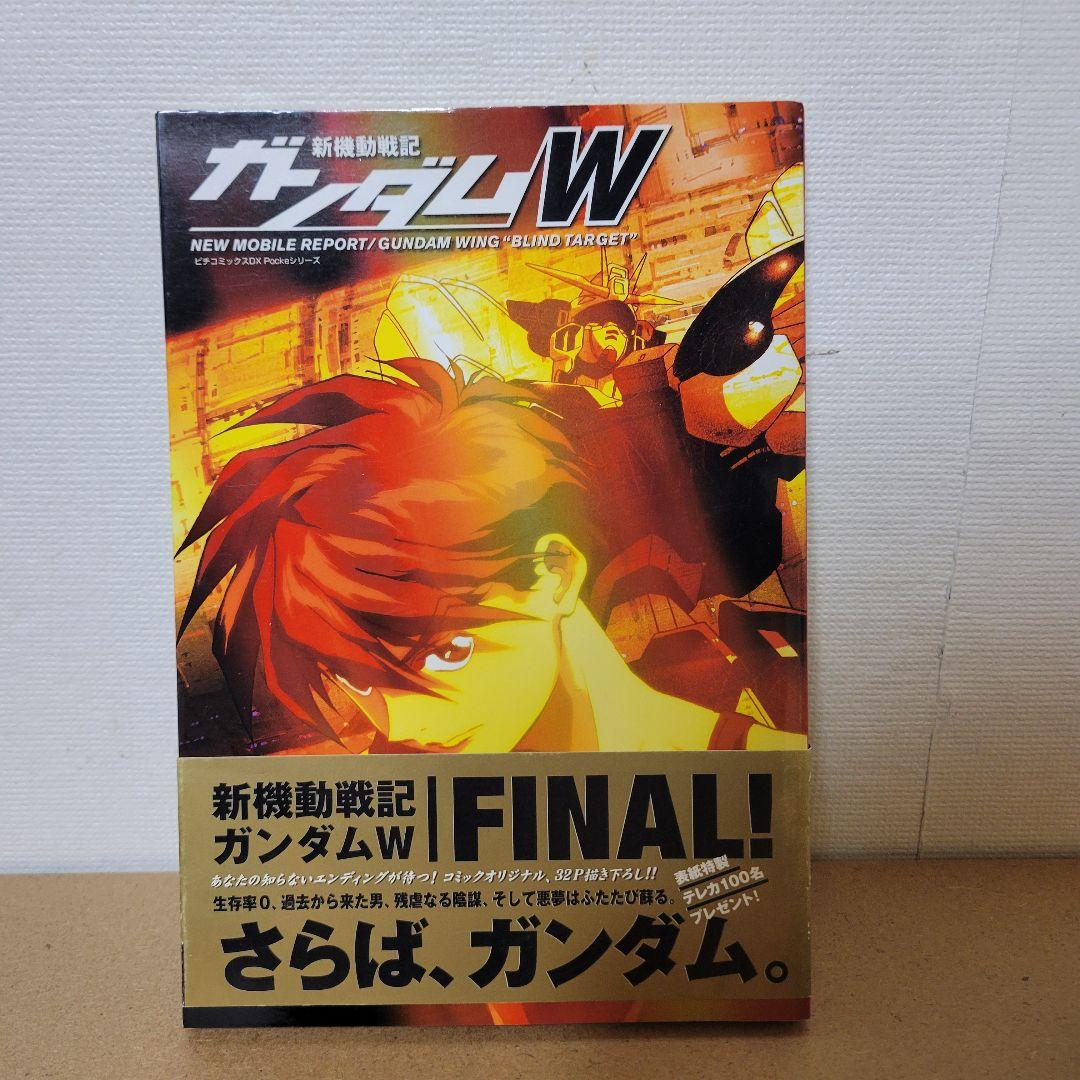 新機動戦記
ガンダムW
NEW MOBILE REPORT/GUNDAM WING "BLIND TARGET"
ピチコミックスDX Pockeシリーズ
新機動戦記
ガンダムW
FINAL!
あなたの知らないエンディングが待つ! コミックオリジナル、32P描き下ろし!!
生存率0、過去から来た男、残虐なる陰謀、そして悪夢はふたたび蘇る。
表紙特製
テレカ100名
プレゼント!
さらば、ガンダム。